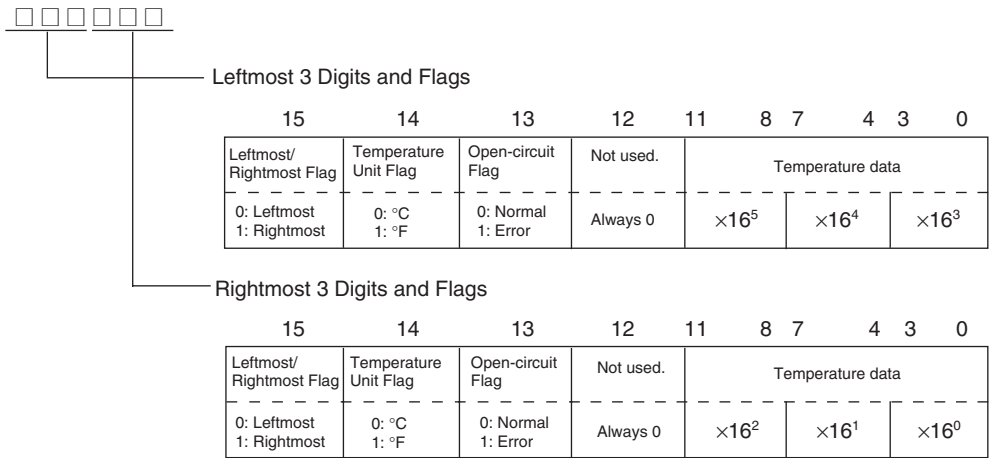 □□□□□□
Leftmost 3 Digits and Flags
15 14 13 12 11 8 7 4 3 0
Leftmost/ Rightmost Flag Temperature Unit Flag Open-circuit Flag Not used. Temperature data
0: Leftmost 1: Rightmost 0: °C 1: °F 0: Normal 1: Error Always 0 ×16⁵ ×16⁴ ×16³
Rightmost 3 Digits and Flags
15 14 13 12 11 8 7 4 3 0
Leftmost/ Rightmost Flag Temperature Unit Flag Open-circuit Flag Not used. Temperature data
0: Leftmost 1: Rightmost 0: °C 1: °F 0: Normal 1: Error Always 0 ×16² ×16¹ ×16⁰